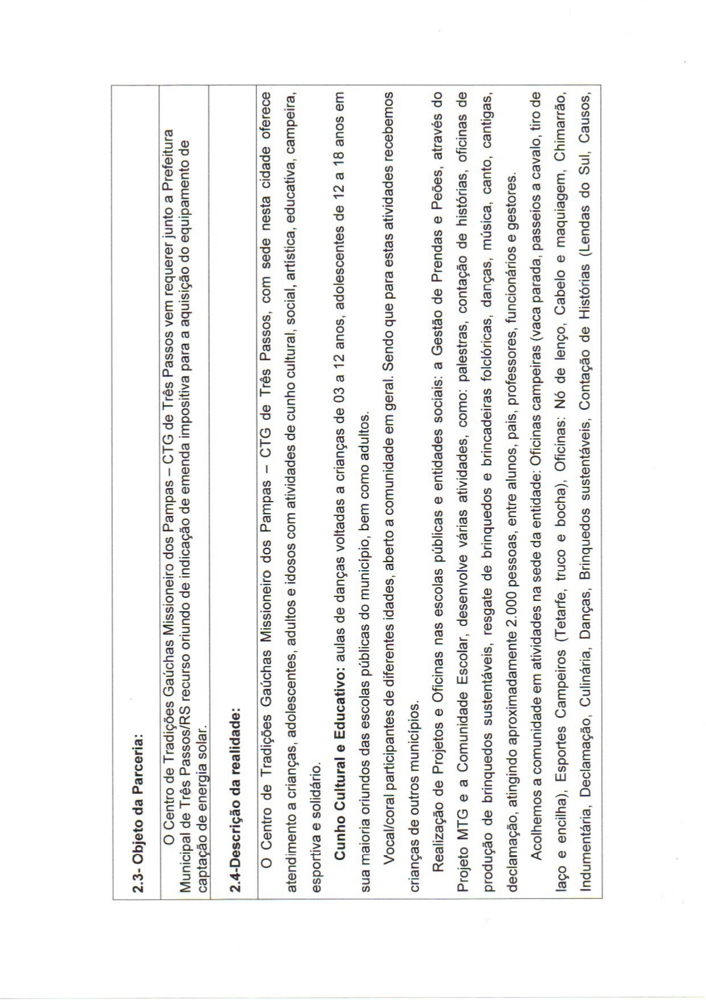 2.3- Objeto da Parceria:
O Centro de Tradições Gaúchas Missioneiro dos Pampas – CTG de Três Passos vem requerer junto a Prefeitura
Municipal de Três Passos/RS recurso oriundo de indicação de emenda impositiva para a aquisição do equipamento de
captação de energia solar.
2.4-Descrição da realidade:
O Centro de Tradições Gaúchas Missioneiro dos Pampas – CTG de Três Passos, com sede nesta cidade oferece
atendimento a crianças, adolescentes, adultos e idosos com atividades de cunho cultural, social, artística, educativa, campeira,
esportiva e solidário.
Cunho Cultural e Educativo: aulas de danças voltadas a crianças de 03 a 12 anos, adolescentes de 12 a 18 anos em
sua maioria oriundos das escolas públicas do município, bem como adultos.
Vocal/coral participantes de diferentes idades, aberto a comunidade em geral. Sendo que para estas atividades recebemos
crianças de outros municípios.
Realização de Projetos e Oficinas nas escolas públicas e entidades sociais: a Gestão de Prendas e Peões, através do
Projeto MTG e a Comunidade Escolar, desenvolve várias atividades, como: palestras, contação de histórias, oficinas de
produção de brinquedos sustentáveis, resgate de brinquedos e brincadeiras folclóricas, danças, música, canto, cantigas,
declamação, atingindo aproximadamente 2.000 pessoas, entre alunos, pais, professores, funcionários e gestores.
Acolhemos a comunidade em atividades na sede da entidade: Oficinas campeiras (vaca parada, passeios a cavalo, tiro de
laço e encilha), Esportes Campeiros (Tetarfe, truco e bocha), Oficinas: Nó de lenço, Cabelo e maquiagem, Chimarrão,
Indumentária, Declamação, Culinária, Danças, Brinquedos sustentáveis, Contação de Histórias (Lendas do Sul, Causos,